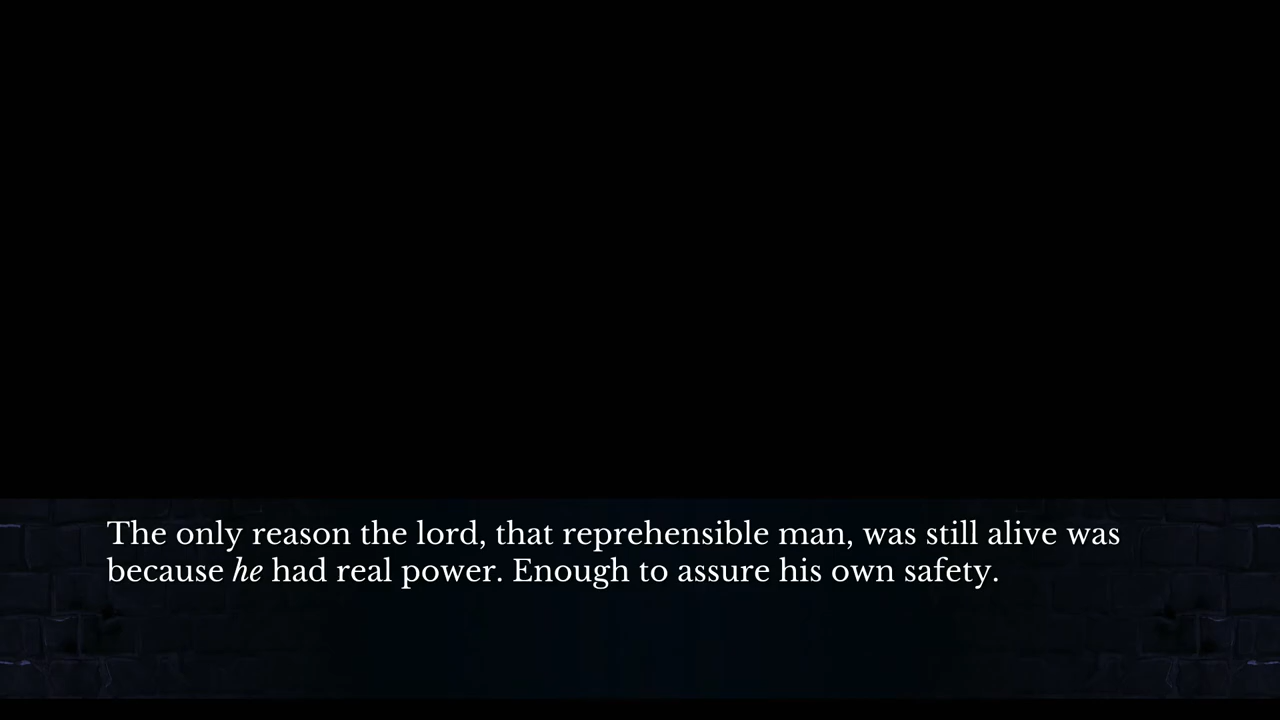 The only reason the lord, that reprehensible man, was still alive was
because he had real power. Enough to assure his own safety.